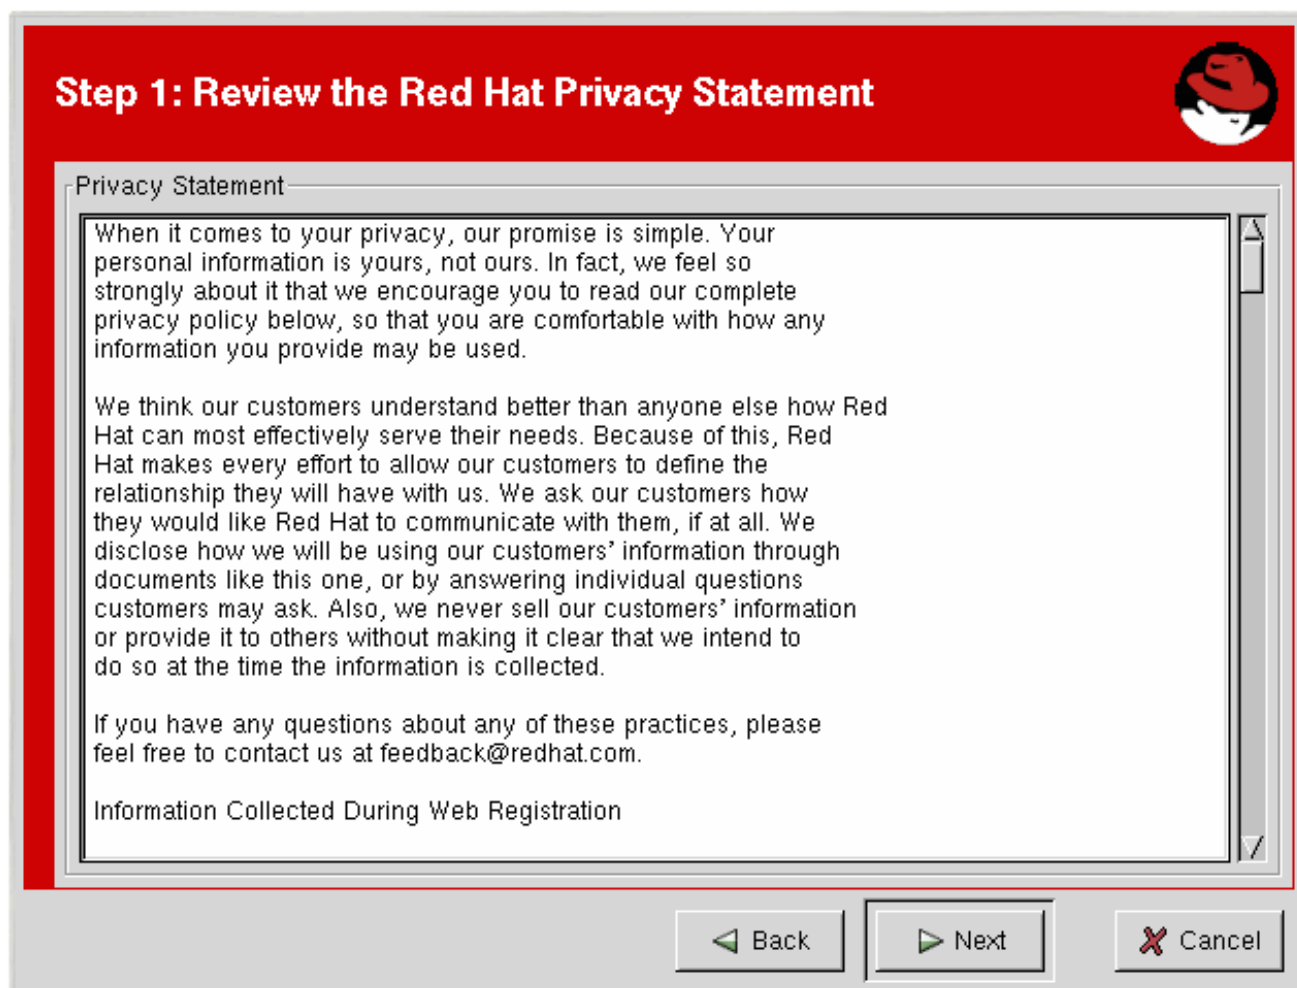 Step 1: Review the Red Hat Privacy Statement
Privacy Statement
When it comes to your privacy, our promise is simple. Your
personal information is yours, not ours. In fact, we feel so
strongly about it that we encourage you to read our complete
privacy policy below, so that you are comfortable with how any
information you provide may be used.
We think our customers understand better than anyone else how Red
Hat can most effectively serve their needs. Because of this, Red
Hat makes every effort to allow our customers to define the
relationship they will have with us. We ask our customers how
they would like Red Hat to communicate with them, if at all. We
disclose how we will be using our customers' information through
documents like this one, or by answering individual questions
customers may ask. Also, we never sell our customers' information
or provide it to others without making it clear that we intend to
do so at the time the information is collected.
If you have any questions about any of these practices, please
feel free to contact us at feedback@redhat.com.
Information Collected During Web Registration
Back
Next
Cancel